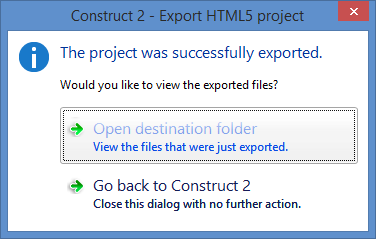 Construct 2 - Export HTML5 project
The project was successfully exported.
Would you like to view the exported files?
Open destination folder
View the files that were just exported.
Go back to Construct 2
Close this dialog with no further action.